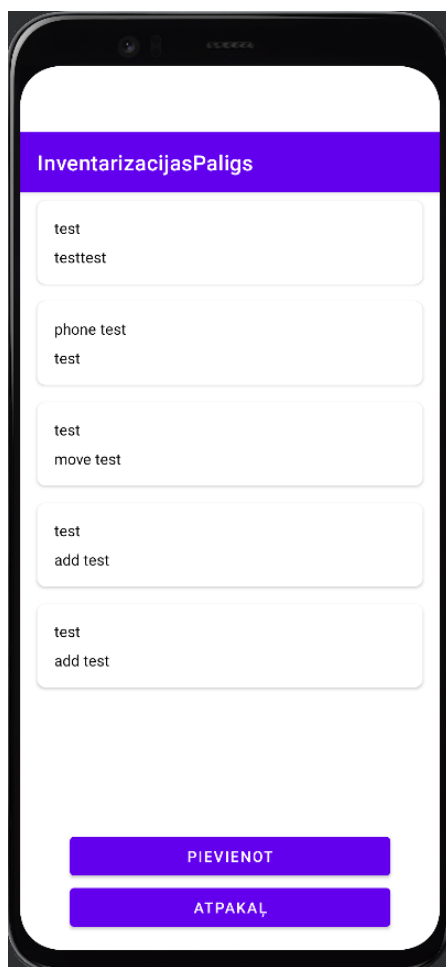 InventarizacijasPaligs
test
testtest
phone test
test
test
move test
test
add test
test
add test
PIEVIENOT
ATPAKAĻ